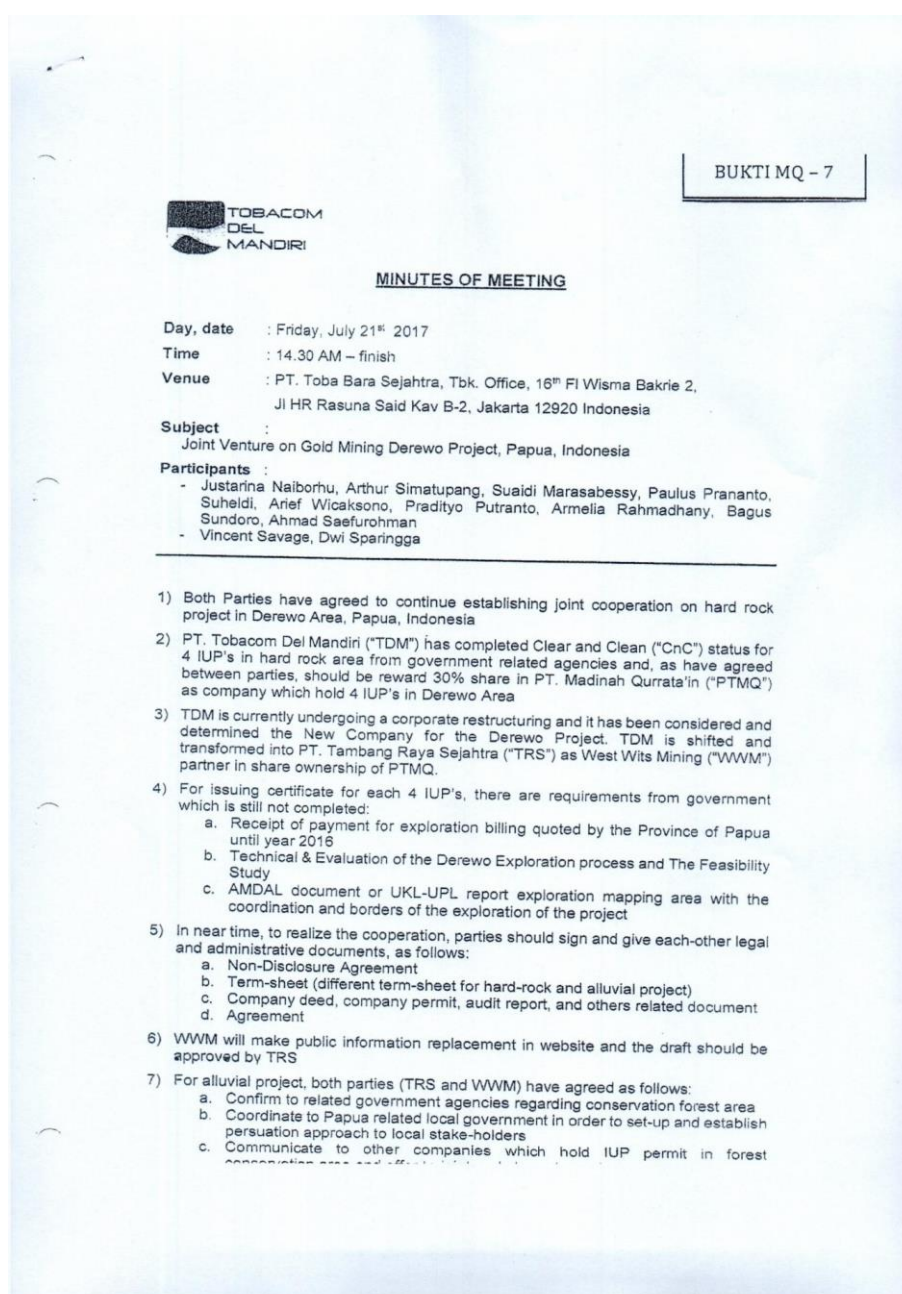 BUKTI MQ – 7
TOBACOM
DEL
MANDIRI
MINUTES OF MEETING
Day, date : Friday, July 21st 2017
Time : 14.30 AM – finish
Venue : PT. Toba Bara Sejahtra, Tbk. Office, 16th Fl Wisma Bakrie 2,
Jl HR Rasuna Said Kav B-2, Jakarta 12920 Indonesia
Subject :
Joint Venture on Gold Mining Derewo Project, Papua, Indonesia
Participants :
- Justarina Naiborhu, Arthur Simatupang, Suaidi Marasabessy, Paulus Prananto,
Suheldi, Arief Wicaksono, Pradityo Putranto, Armelia Rahmadhany, Bagus
Sundoro, Ahmad Saefurohman
- Vincent Savage, Dwi Sparingga
1) Both Parties have agreed to continue establishing joint cooperation on hard rock
project in Derewo Area, Papua, Indonesia
2) PT. Tobacom Del Mandiri ("TDM") has completed Clear and Clean ("CnC") status for
4 IUP's in hard rock area from government related agencies and, as have agreed
between parties, should be reward 30% share in PT. Madinah Qurrata'in ("PTMQ")
as company which hold 4 IUP's in Derewo Area
3) TDM is currently undergoing a corporate restructuring and it has been considered and
determined the New Company for the Derewo Project. TDM is shifted and
transformed into PT. Tambang Raya Sejahtra ("TRS") as West Wits Mining ("WWM")
partner in share ownership of PTMQ.
4) For issuing certificate for each 4 IUP's, there are requirements from government
which is still not completed:
a. Receipt of payment for exploration billing quoted by the Province of Papua
until year 2016
b. Technical & Evaluation of the Derewo Exploration process and The Feasibility
Study
c. AMDAL document or UKL-UPL report exploration mapping area with the
coordination and borders of the exploration of the project
5) In near time, to realize the cooperation, parties should sign and give each-other legal
and administrative documents, as follows:
a. Non-Disclosure Agreement
b. Term-sheet (different term-sheet for hard-rock and alluvial project)
c. Company deed, company permit, audit report, and others related document
d. Agreement
6) WWM will make public information replacement in website and the draft should be
approved by TRS
7) For alluvial project, both parties (TRS and WWM) have agreed as follows:
a. Confirm to related government agencies regarding conservation forest area
b. Coordinate to Papua related local government in order to set-up and establish
persuation approach to local stake-holders
c. Communicate to other companies which hold IUP permit in forest